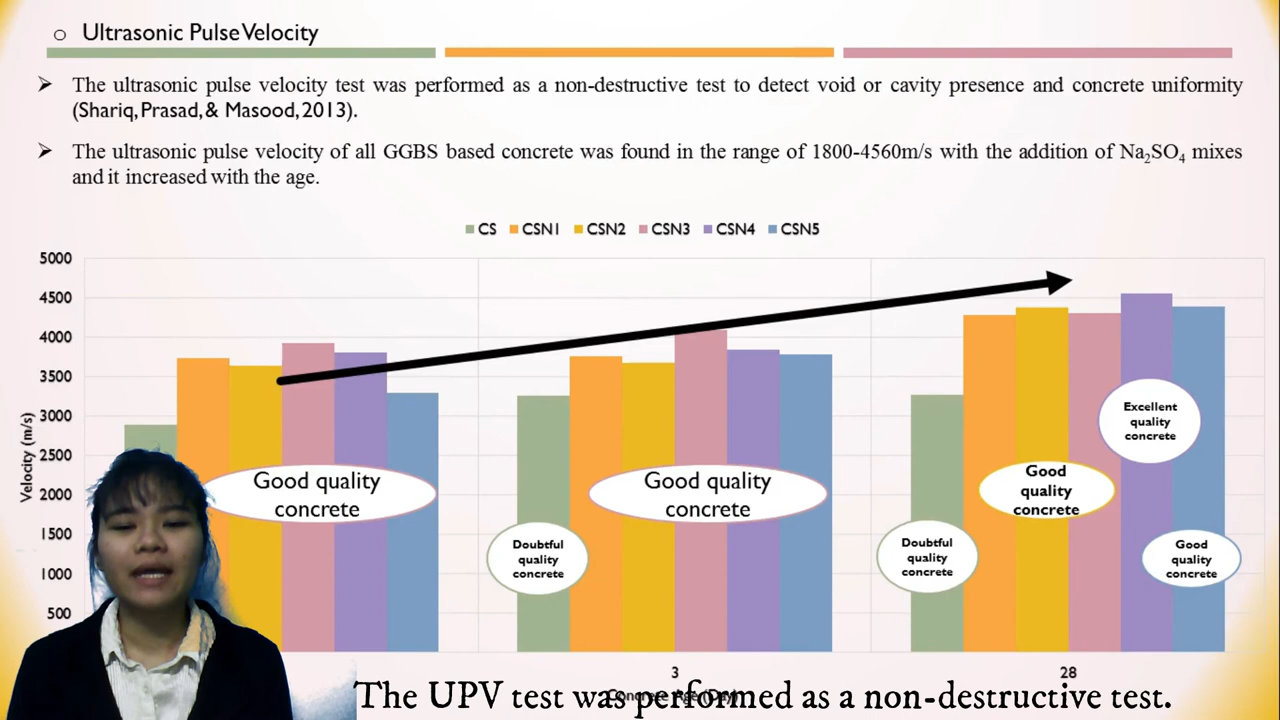 Ultrasonic Pulse Velocity
The ultrasonic pulse velocity test was performed as a non-destructive test to detect void or cavity presence and concrete uniformity
(Shariq, Prasad, & Masood, 2013).
The ultrasonic pulse velocity of all GGBS based concrete was found in the range of 1800-4560m/s with the addition of Na₂SO₄ mixes
and it increased with the age.
CS CSN1 CSN2 CSN3 CSN4 CSN5
5000
4500
4000
3500
3000
2500
2000
1500
1000
500
Velocity (m/s)
Good quality
concrete
Doubtful
quality
concrete
Good quality
concrete
Doubtful
quality
concrete
Good
quality
concrete
Excellent
quality
concrete
Good
quality
concrete
3
28
Concrete Age (Day)
The UPV test was performed as a non-destructive test.